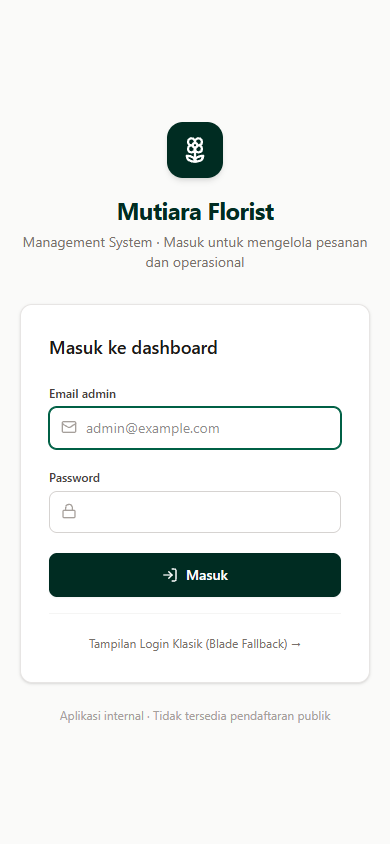 Mutiara Florist
Management System · Masuk untuk mengelola pesanan
dan operasional
Masuk ke dashboard
Email admin
admin@example.com
Password
Masuk
Tampilan Login Klasik (Blade Fallback) →
Aplikasi internal · Tidak tersedia pendaftaran publik